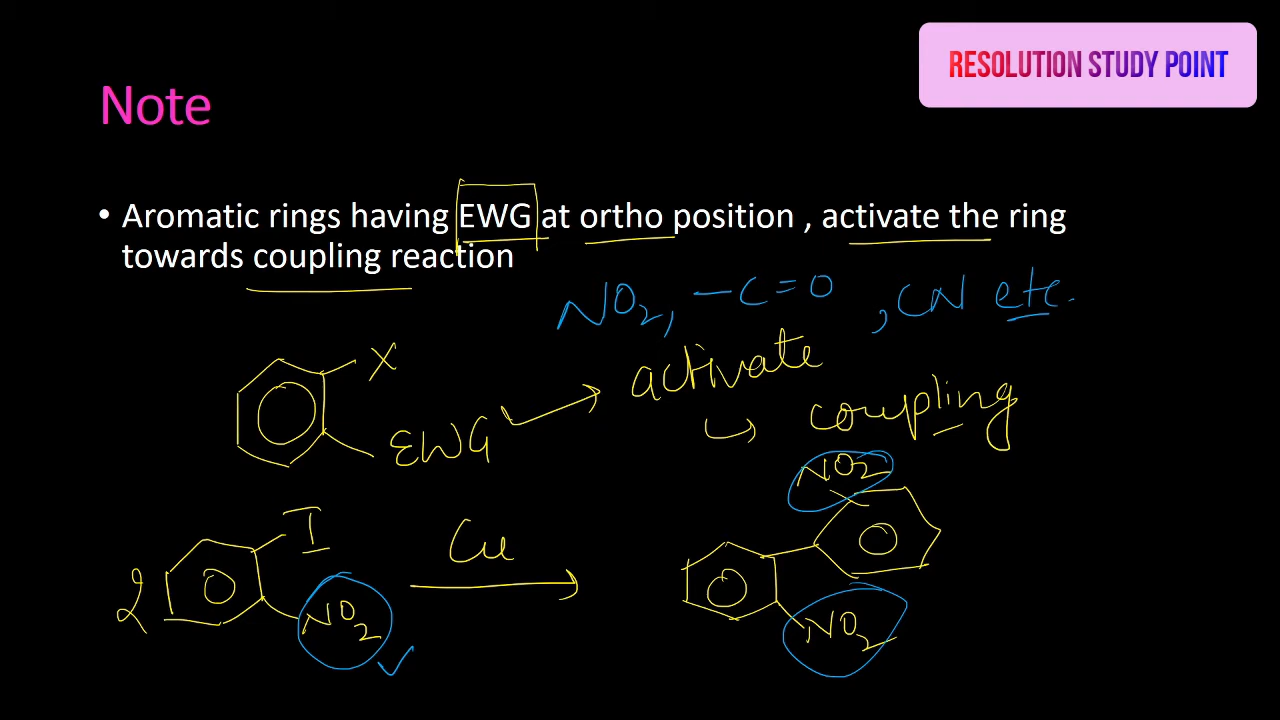 RESOLUTION STUDY POINT
Note
• Aromatic rings having EWG at ortho position , activate the ring
towards coupling reaction
NO2, -C=O , CN etc.
X
EWG
activate
coupling
2
I
NO2
Cu
NO2
NO2